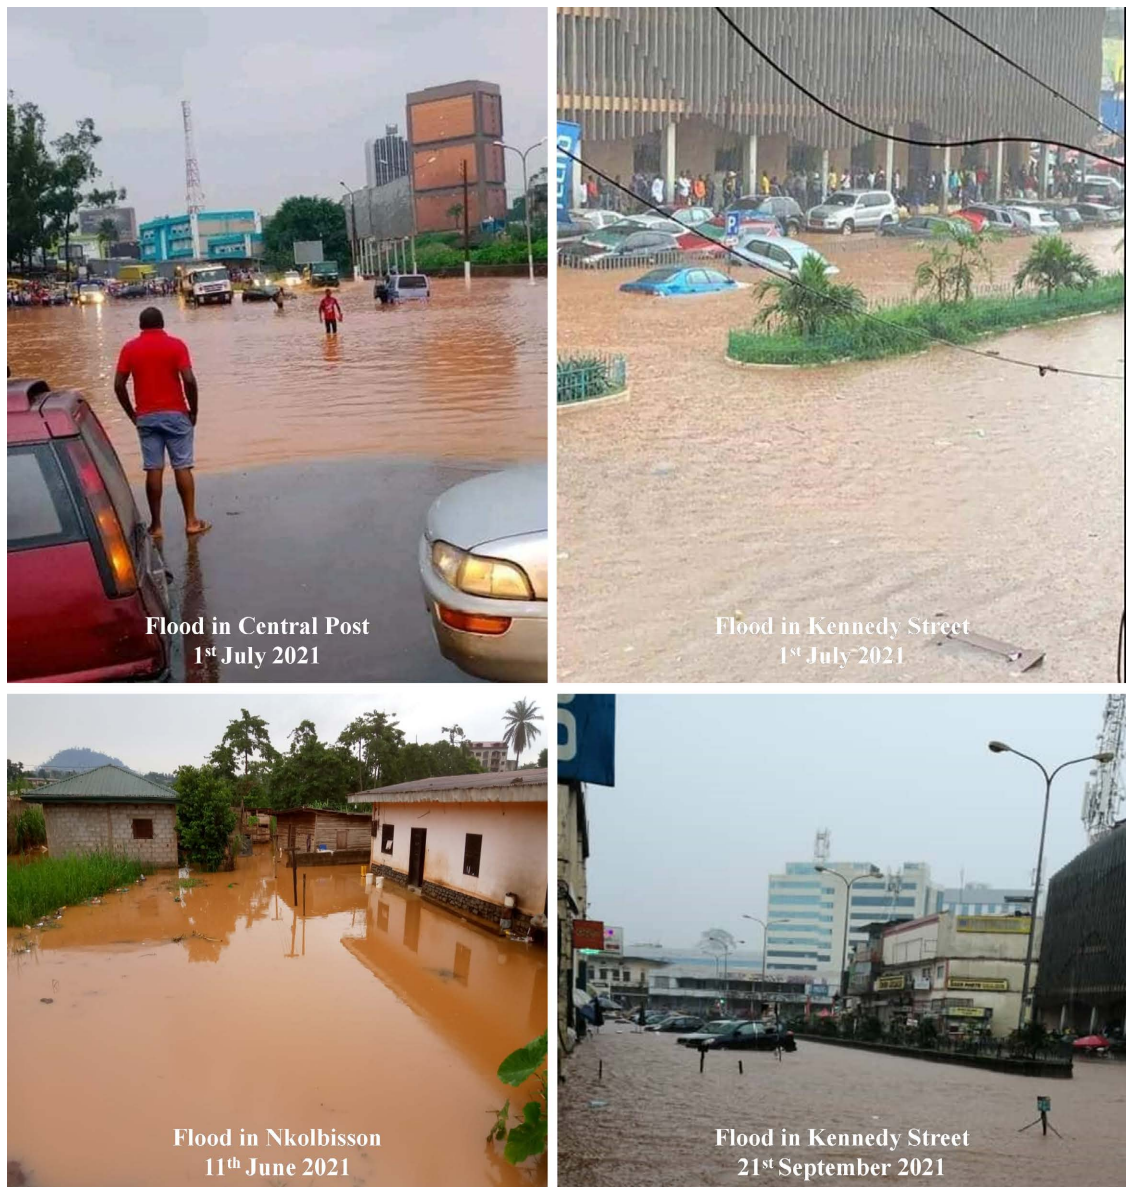 Flood in Central Post
1st July 2021
P
Flood in Kennedy Street
1st July 2021
Flood in Nkolbisson
11th June 2021
Flood in Kennedy Street
21st September 2021